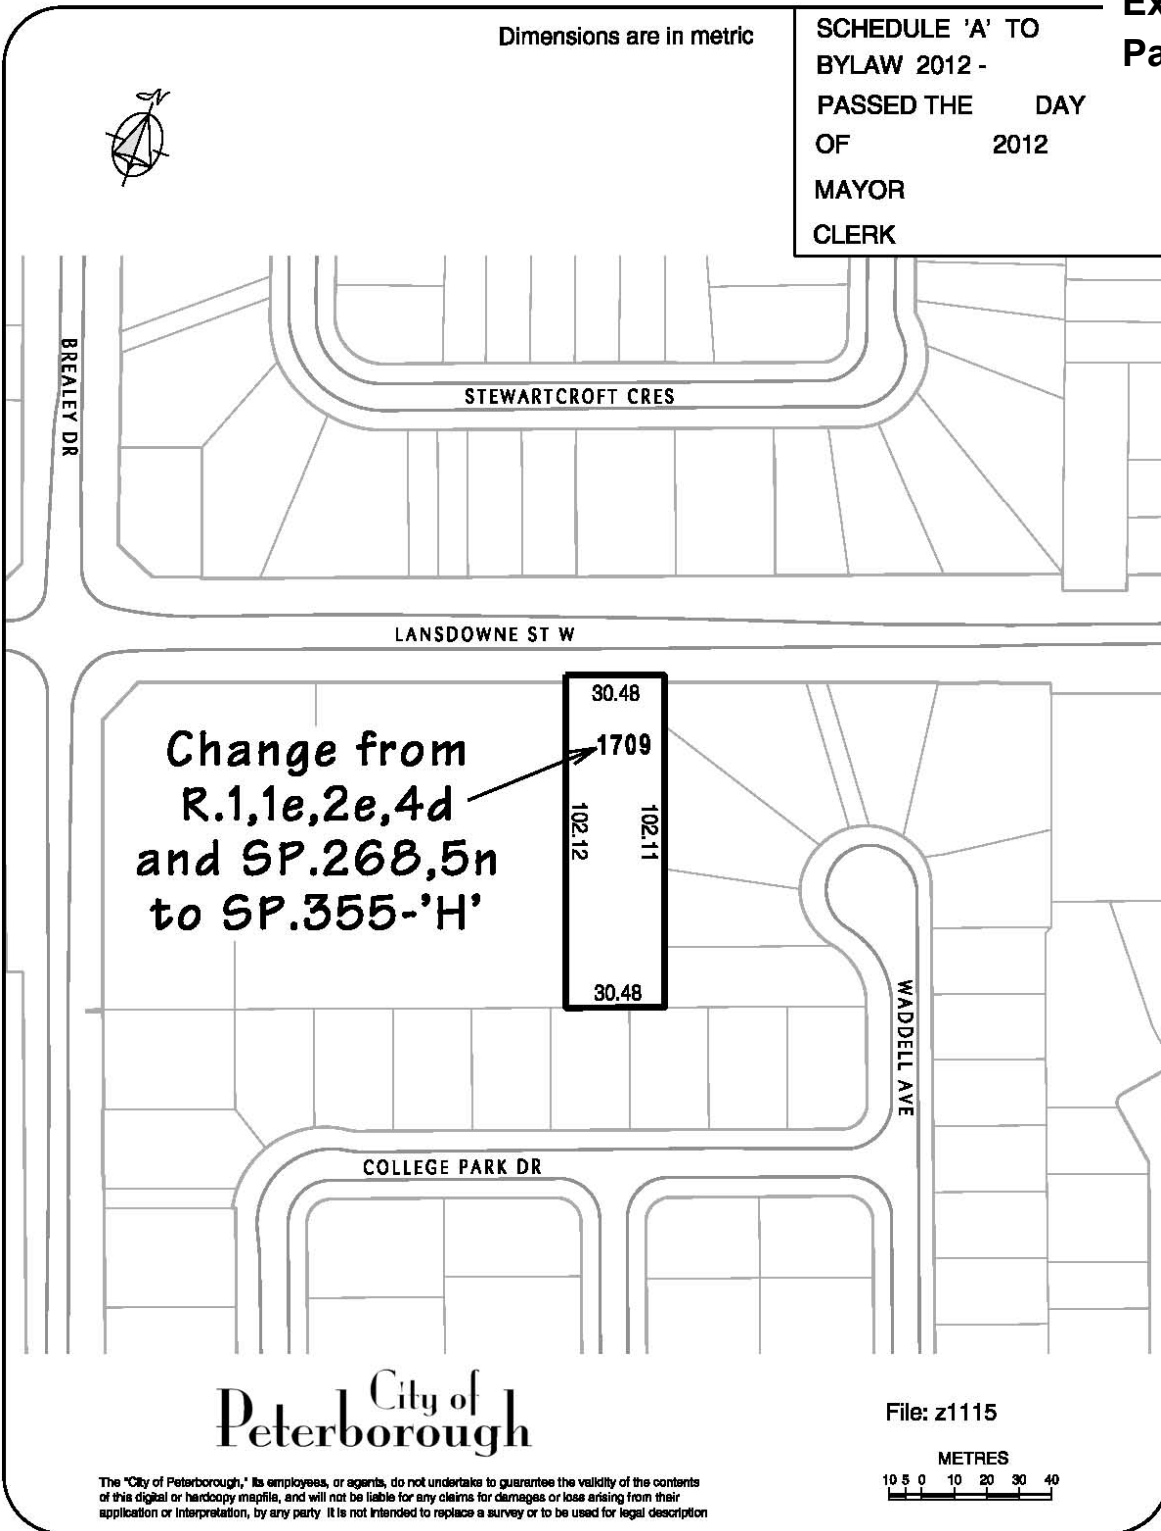 Ex
Pa
Dimensions are in metric
SCHEDULE 'A' TO
BYLAW 2012 -
PASSED THE DAY
OF 2012
MAYOR
CLERK
N
BREALEY DR
STEWARTCROFT CRES
LANSDOWNE ST W
30.48
1709
Change from
R.1,1e,2e,4d
and SP.268,5n
to SP.355-'H'
102.12
102.11
30.48
WADDELL AVE
COLLEGE PARK DR
City of
Peterborough
File: z1115
METRES
10 5 0 10 20 30 40
The "City of Peterborough," its employees, or agents, do not undertake to guarantee the validity of the contents
of this digital or hardcopy mapfile, and will not be liable for any claims for damages or loss arising from their
application or interpretation, by any party It is not intended to replace a survey or to be used for legal description